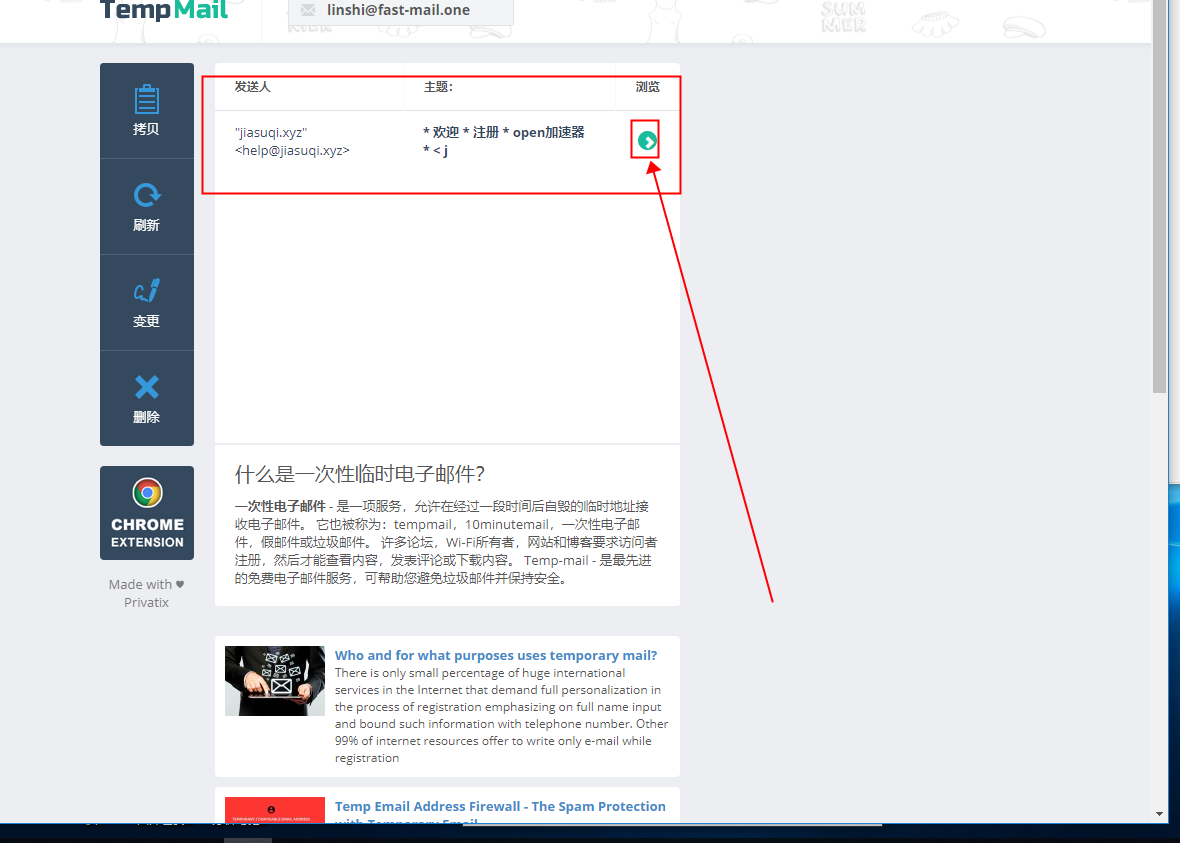 TempMail
linshi@fast-mail.one
SUM
MER
拷贝
刷新
变更
删除
CHROME
EXTENSION
Made with ♥
Privatix
发送人 主题： 浏览
"jiasuqi.xyz"
<help@jiasuqi.xyz>
* 欢迎 * 注册 * open加速器
* < j
什么是一次性临时电子邮件？
一次性电子邮件 - 是一项服务，允许在经过一段时间后自毁的临时地址接
收电子邮件。 它也被称为：tempmail，10minutemail，一次性电子邮
件，假邮件或垃圾邮件。 许多论坛，Wi-Fi所有者，网站和博客要求访问者
注册，然后才能查看内容，发表评论或下载内容。 Temp-mail - 是最先进
的免费电子邮件服务，可帮助您避免垃圾邮件并保持安全。
Who and for what purposes uses temporary mail?
There is only small percentage of huge international
services in the Internet that demand full personalization in
the process of registration emphasizing on full name input
and bound such information with telephone number. Other
99% of internet resources offer to write only e-mail while
registration
TEMPORARY / DISPOSABLE EMAIL ADDRESS
Temp Email Address Firewall - The Spam Protection
with Temporary Email